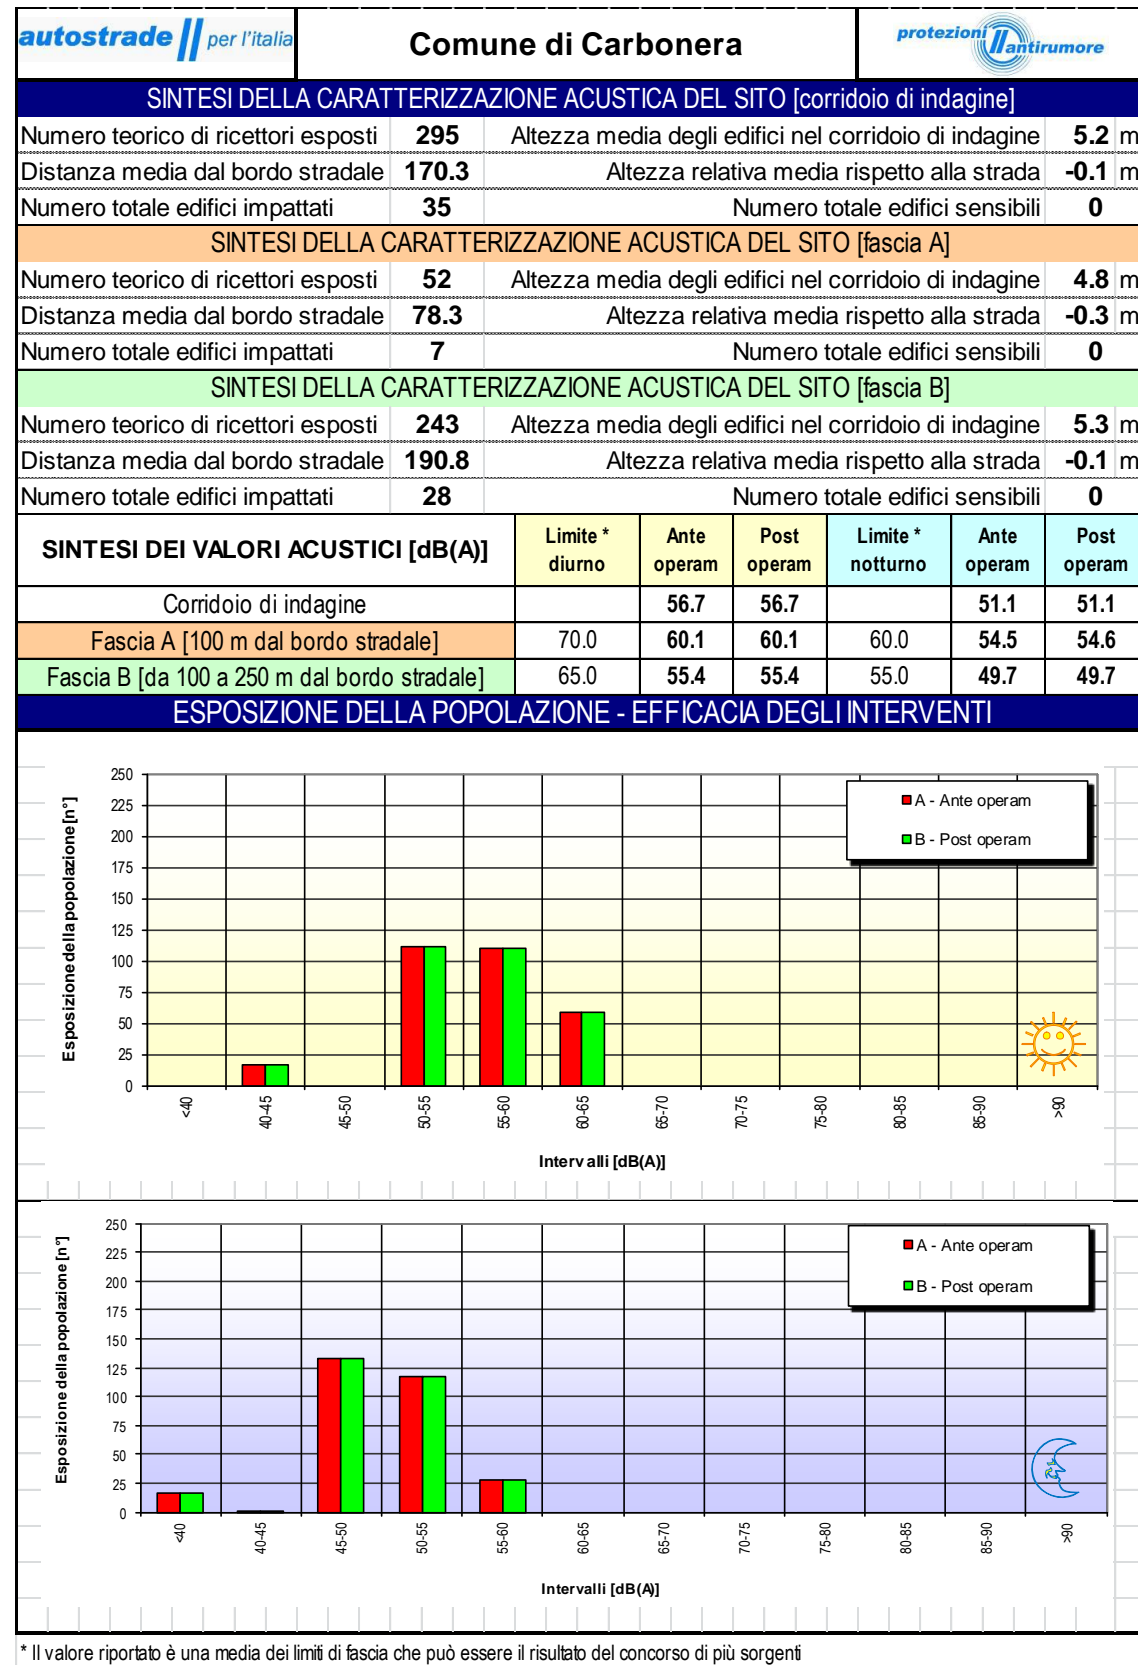 autostrade per l'italia
Comune di Carbonera
protezioni antirumore
SINTESI DELLA CARATTERIZZAZIONE ACUSTICA DEL SITO [corridoio di indagine]
Numero teorico di ricettori esposti 295 Altezza media degli edifici nel corridoio di indagine 5.2 m
Distanza media dal bordo stradale 170.3 Altezza relativa media rispetto alla strada -0.1 m
Numero totale edifici impattati 35 Numero totale edifici sensibili 0
SINTESI DELLA CARATTERIZZAZIONE ACUSTICA DEL SITO [fascia A]
Numero teorico di ricettori esposti 52 Altezza media degli edifici nel corridoio di indagine 4.8 m
Distanza media dal bordo stradale 78.3 Altezza relativa media rispetto alla strada -0.3 m
Numero totale edifici impattati 7 Numero totale edifici sensibili 0
SINTESI DELLA CARATTERIZZAZIONE ACUSTICA DEL SITO [fascia B]
Numero teorico di ricettori esposti 243 Altezza media degli edifici nel corridoio di indagine 5.3 m
Distanza media dal bordo stradale 190.8 Altezza relativa media rispetto alla strada -0.1 m
Numero totale edifici impattati 28 Numero totale edifici sensibili 0
SINTESI DEI VALORI ACUSTICI [dB(A)] Limite * diurno Ante operam Post operam Limite * notturno Ante operam Post operam
Corridoio di indagine 56.7 56.7 51.1 51.1
Fascia A [100 m dal bordo stradale] 70.0 60.1 60.1 60.0 54.5 54.6
Fascia B [da 100 a 250 m dal bordo stradale] 65.0 55.4 55.4 55.0 49.7 49.7
ESPOSIZIONE DELLA POPOLAZIONE - EFFICACIA DEGLI INTERVENTI
Esposizione della popolazione [n°]
250
225
200
175
150
125
100
75
50
25
0
A - Ante operam
B - Post operam
<40 40-45 45-50 50-55 55-60 60-65 65-70 70-75 75-80 80-85 85-90 >90
Intervalli [dB(A)]
Esposizione della popolazione [n°]
250
225
200
175
150
125
100
75
50
25
0
A - Ante operam
B - Post operam
<40 40-45 45-50 50-55 55-60 60-65 65-70 70-75 75-80 80-85 85-90 >90
Intervalli [dB(A)]
* Il valore riportato è una media dei limiti di fascia che può essere il risultato del concorso di più sorgenti